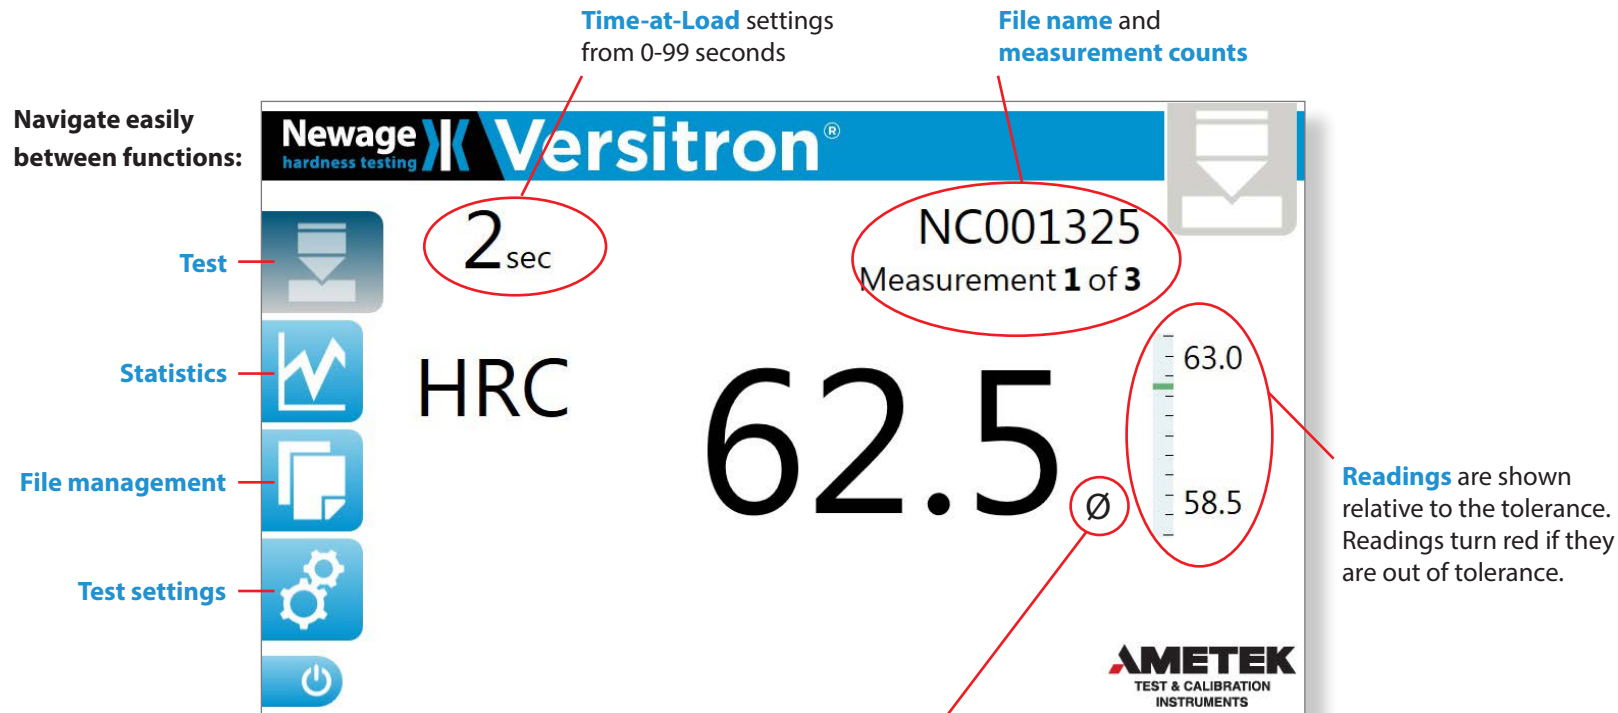 Time-at-Load settings
from 0-99 seconds
File name and
measurement counts
Navigate easily
between functions:
Newage
hardness testing
Versitron®
2 sec
NC001325
Measurement 1 of 3
Test
Statistics
File management
Test settings
HRC
62.5
Ø
63.0
58.5
Readings are shown
relative to the tolerance.
Readings turn red if they
are out of tolerance.
AMETEK
TEST & CALIBRATION
INSTRUMENTS